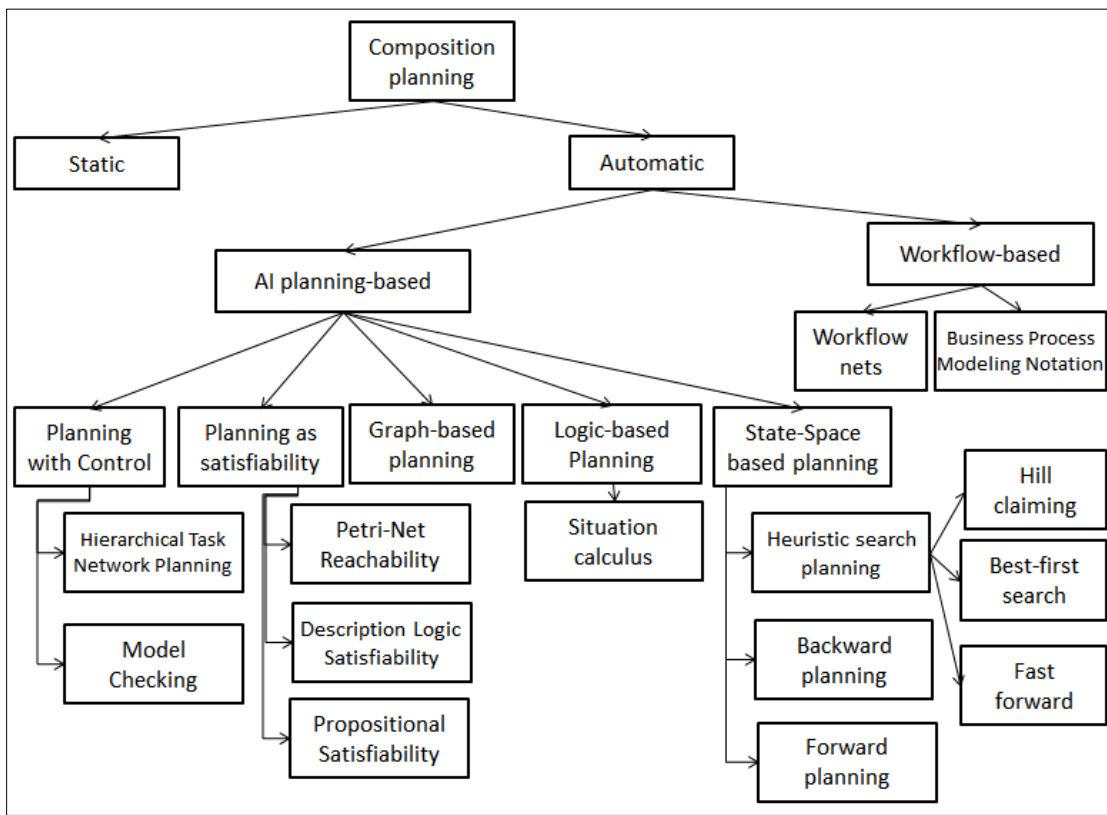 Composition
planning
Static
Automatic
AI planning-based
Workflow-based
Workflow
nets
Business Process
Modeling Notation
Planning
with Control
Planning as
satisfiability
Graph-based
planning
Logic-based
Planning
State-Space
based planning
Hierarchical Task
Network Planning
Model
Checking
Petri-Net
Reachability
Description Logic
Satisfiability
Propositional
Satisfiability
Situation
calculus
Heuristic search
planning
Backward
planning
Forward
planning
Hill
claiming
Best-first
search
Fast
forward